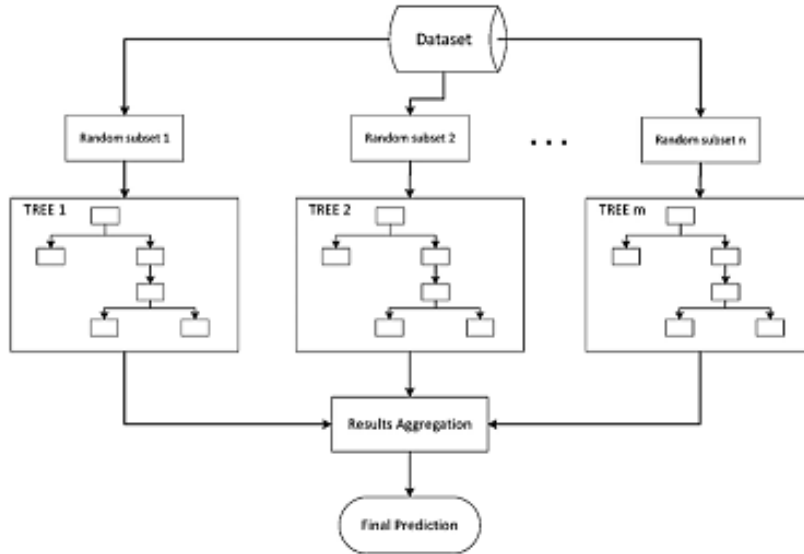 Dataset
Random subset 1
Random subset 2
. . .
Random subset n
TREE 1
TREE 2
TREE m
Results Aggregation
Final Prediction